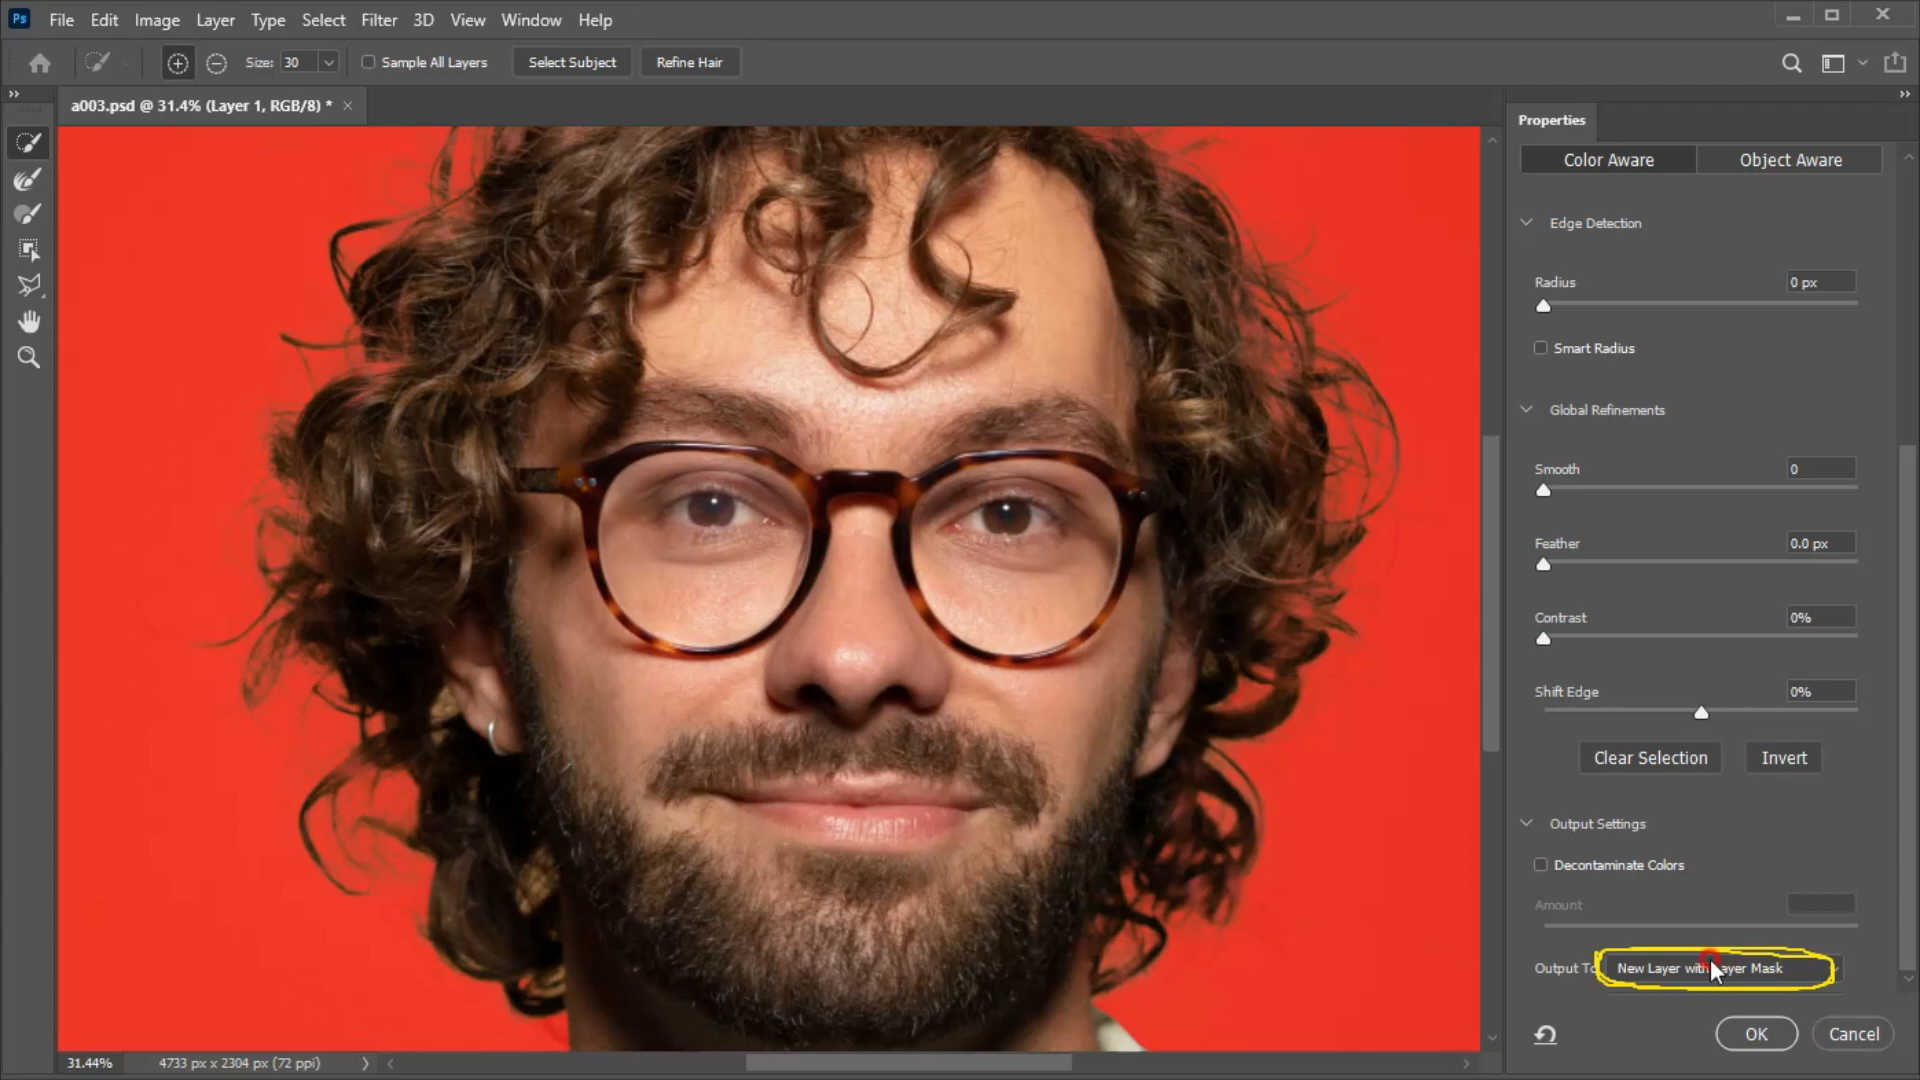 Ps File Edit Image Layer Type Select Filter 3D View Window Help
Size: 30 Sample All Layers Select Subject Refine Hair
a003.psd @ 31.4% (Layer 1, RGB/8) *
Properties
Color Aware Object Aware
Edge Detection
Radius 0 px
Smart Radius
Global Refinements
Smooth 0
Feather 0.0 px
Contrast 0%
Shift Edge 0%
Clear Selection Invert
Output Settings
Decontaminate Colors
Amount
Output To New Layer with Layer Mask
OK Cancel
31.44% 4733 px x 2304 px (72 ppi)